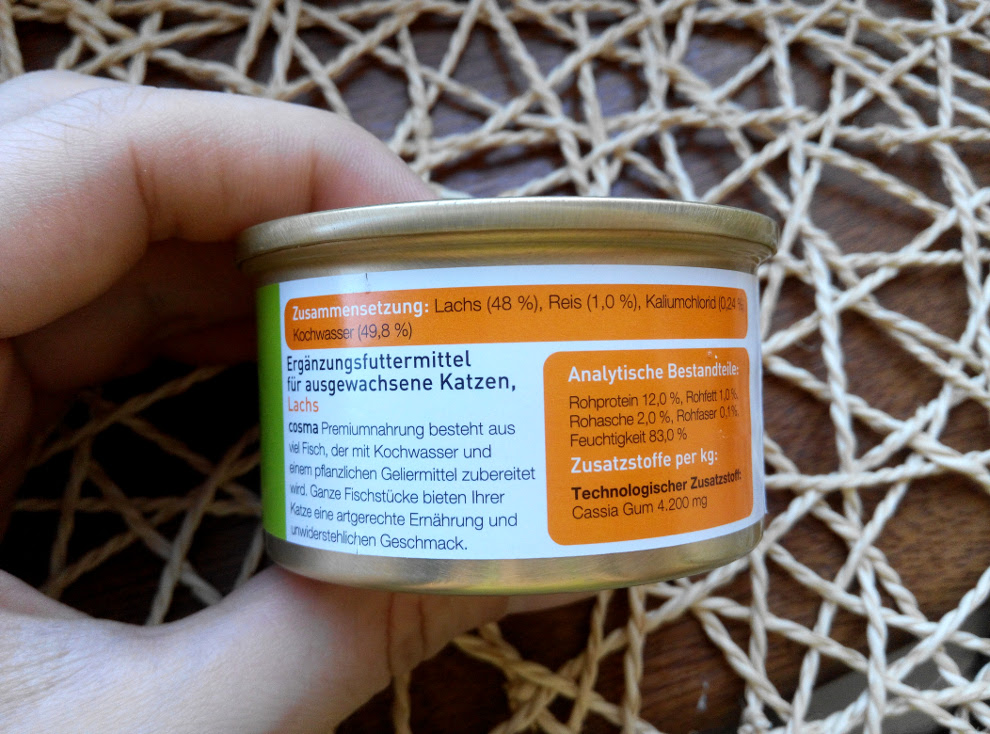 Zusammensetzung: Lachs (48 %), Reis (1,0 %), Kaliumchlorid (0,24 %
Kochwasser (49,8 %)
Ergänzungsfuttermittel
für ausgewachsene Katzen,
Lachs
cosma Premiumnahrung besteht aus
viel Fisch, der mit Kochwasser und
einem pflanzlichen Geliermittel zubereitet
wird. Ganze Fischstücke bieten Ihrer
Katze eine artgerechte Ernährung und
unwiderstehlichen Geschmack.
Analytische Bestandteile:
Rohprotein 12,0 %, Rohfett 1,0 %,
Rohasche 2,0 %, Rohfaser 0,1 %,
Feuchtigkeit 83,0 %
Zusatzstoffe per kg:
Technologischer Zusatzstoff:
Cassia Gum 4.200 mg